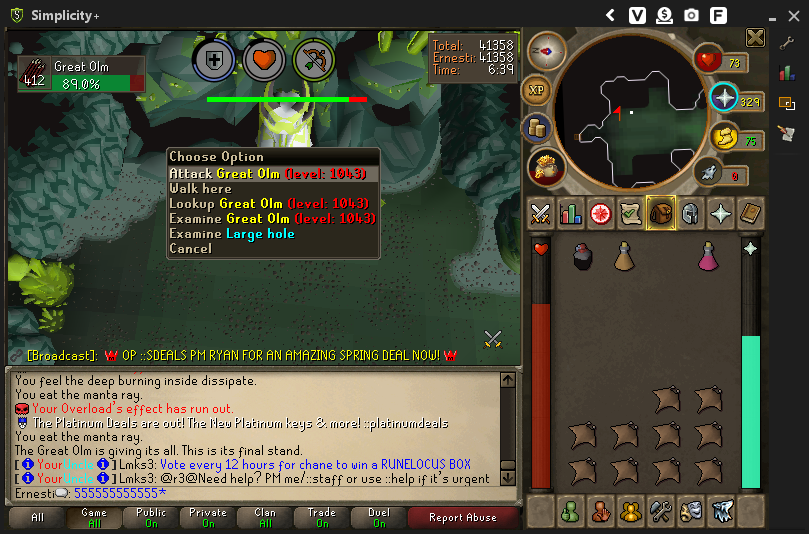 Simplicity+
V
F
Great Olm
412
89.0%
Total: 41358
Ernesti: 41358
Time: 6:39
73
XP
329
75
0
Choose Option
Attack Great Olm (level: 1043)
Walk here
Lookup Great Olm (level: 1043)
Examine Great Olm (level: 1043)
Examine Large hole
Cancel
[Broadcast]: OP ::SDEALS PM RYAN FOR AN AMAZING SPRING DEAL NOW!
You feel the deep burning inside dissipate.
You eat the manta ray.
Your Overload's effect has run out.
The Platinum Deals are out! The New Platinum keys & more! ::platinumdeals
You eat the manta ray.
The Great Olm is giving its all. This is its final stand.
[ Your ] Lmks3: Vote every 12 hours for chane to win a RUNELOCUS BOX
[ Your ] Lmks3: @r3@Need help? PM me/::staff or use ::help if it's urgent
Ernesti: 555555555555*
All
Game All
Public On
Private On
Clan All
Trade On
Duel On
Report Abuse